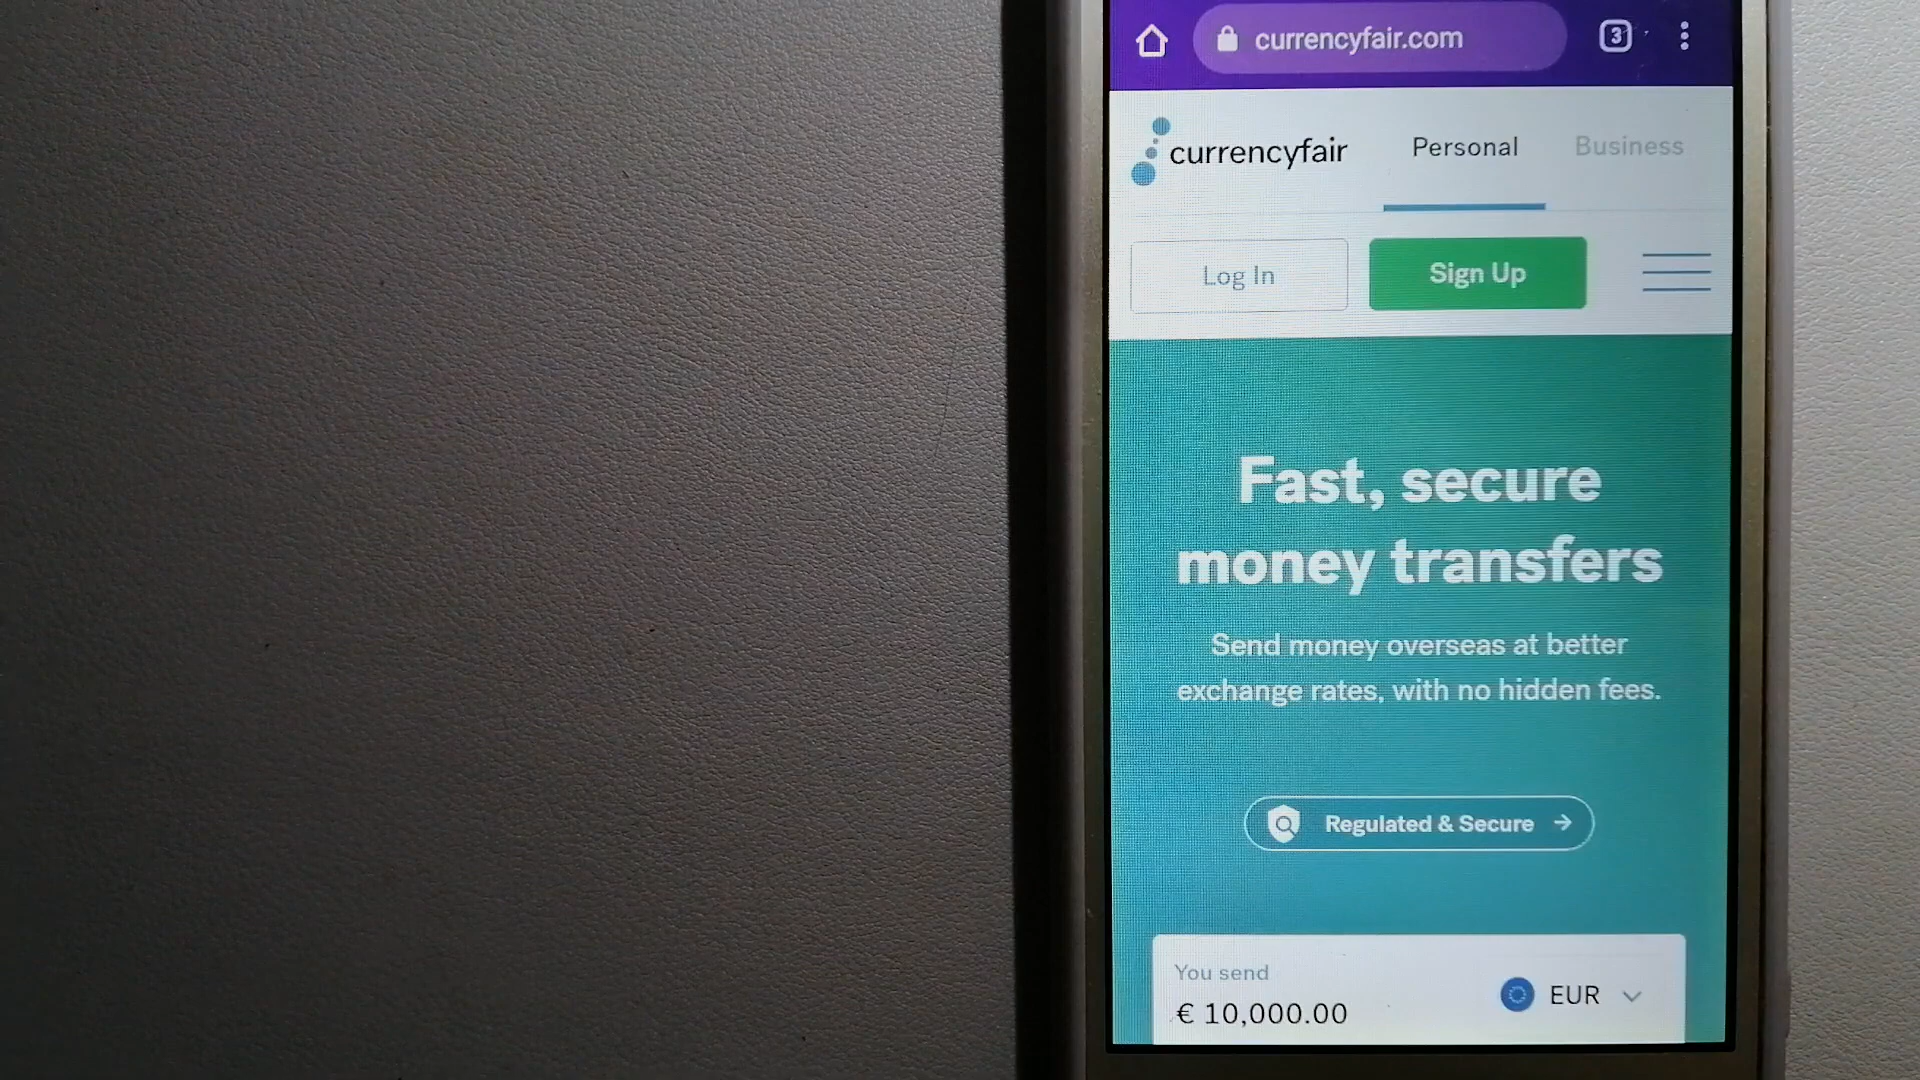 currencyfair.com
3
currencyfair
Personal
Business
Log In
Sign Up
Fast, secure
money transfers
Send money overseas at better
exchange rates, with no hidden fees.
Regulated & Secure →
You send
€ 10,000.00
EUR